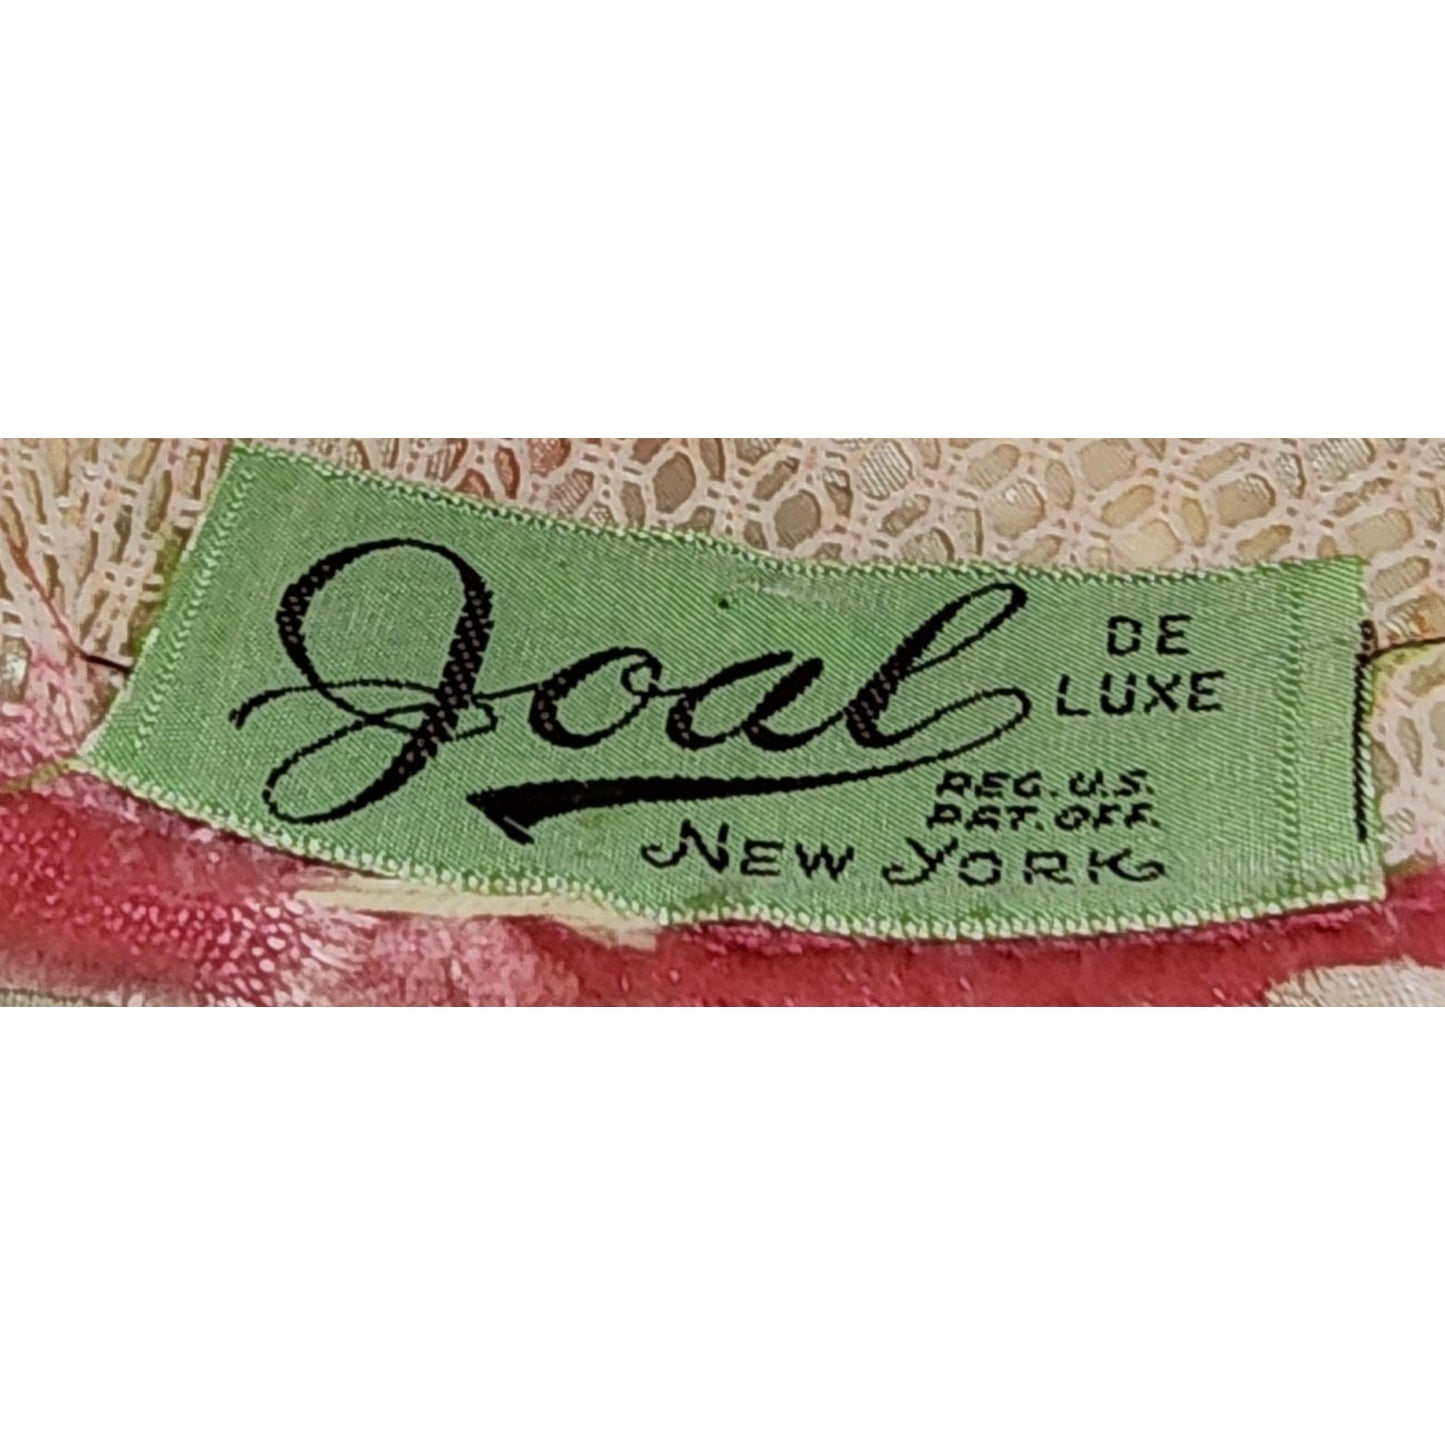 Joal
DE
LUXE
REG. U.S.
PAT. OFF.
NEW YORK